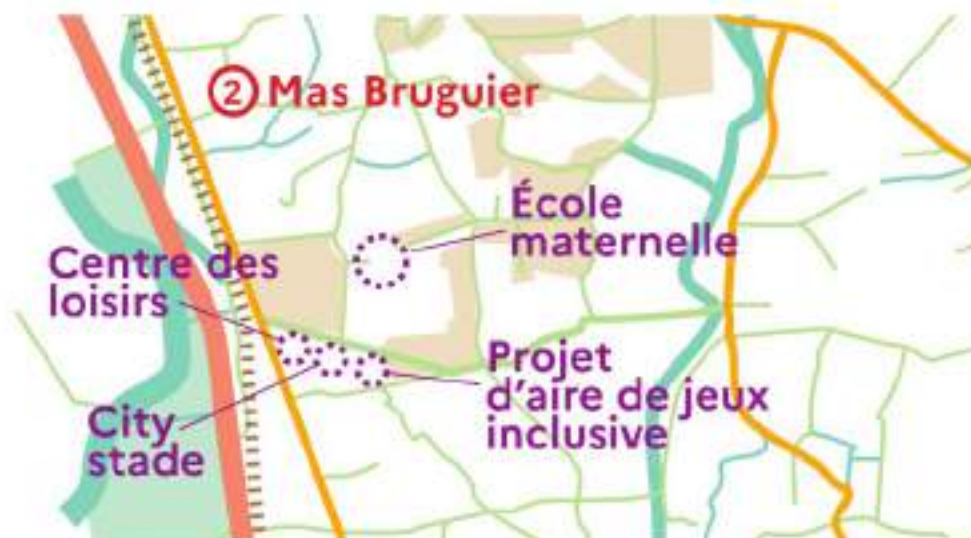 ② Mas Bruguier
École
maternelle
Centre des
loisirs
Projet
d'aire de jeux
inclusive
City
stade